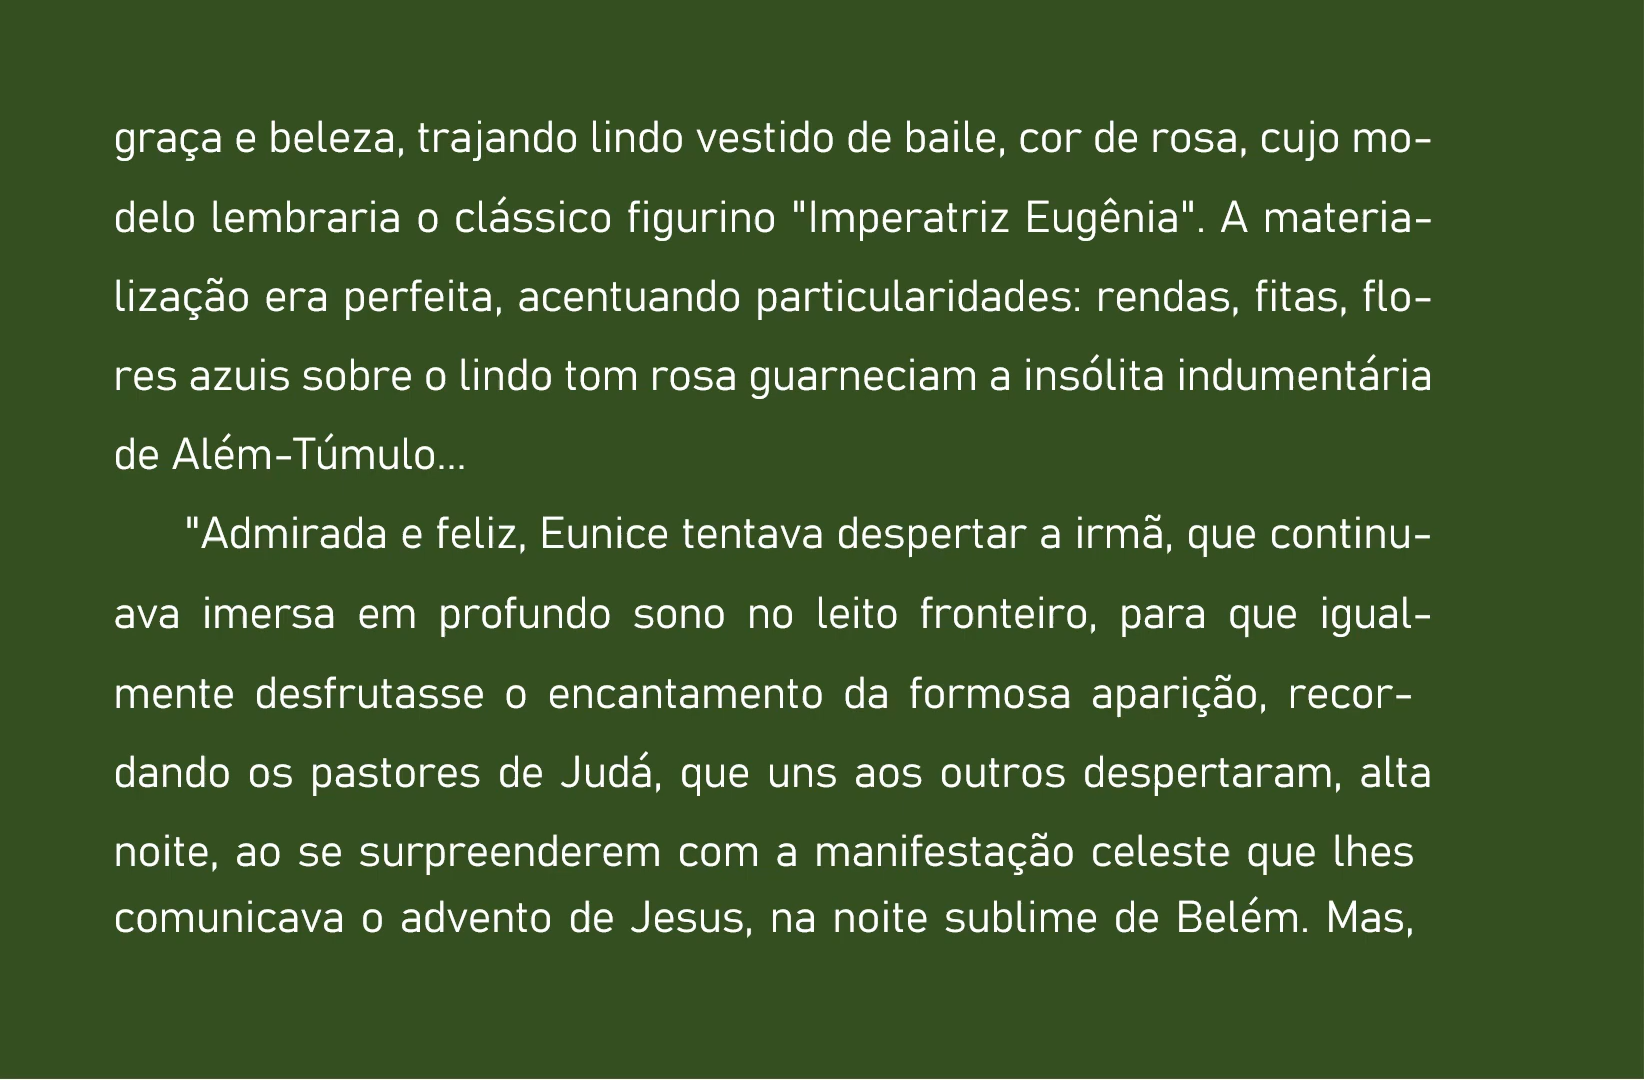 graça e beleza, trajando lindo vestido de baile, cor de rosa, cujo mo-
delo lembraria o clássico figurino "Imperatriz Eugênia". A materia-
lização era perfeita, acentuando particularidades: rendas, fitas, flo-
res azuis sobre o lindo tom rosa guarneciam a insólita indumentária
de Além-Túmulo...
"Admirada e feliz, Eunice tentava despertar a irmã, que continu-
ava imersa em profundo sono no leito fronteiro, para que igual-
mente desfrutasse o encantamento da formosa aparição, recor-
dando os pastores de Judá, que uns aos outros despertaram, alta
noite, ao se surpreenderem com a manifestação celeste que lhes
comunicava o advento de Jesus, na noite sublime de Belém. Mas,